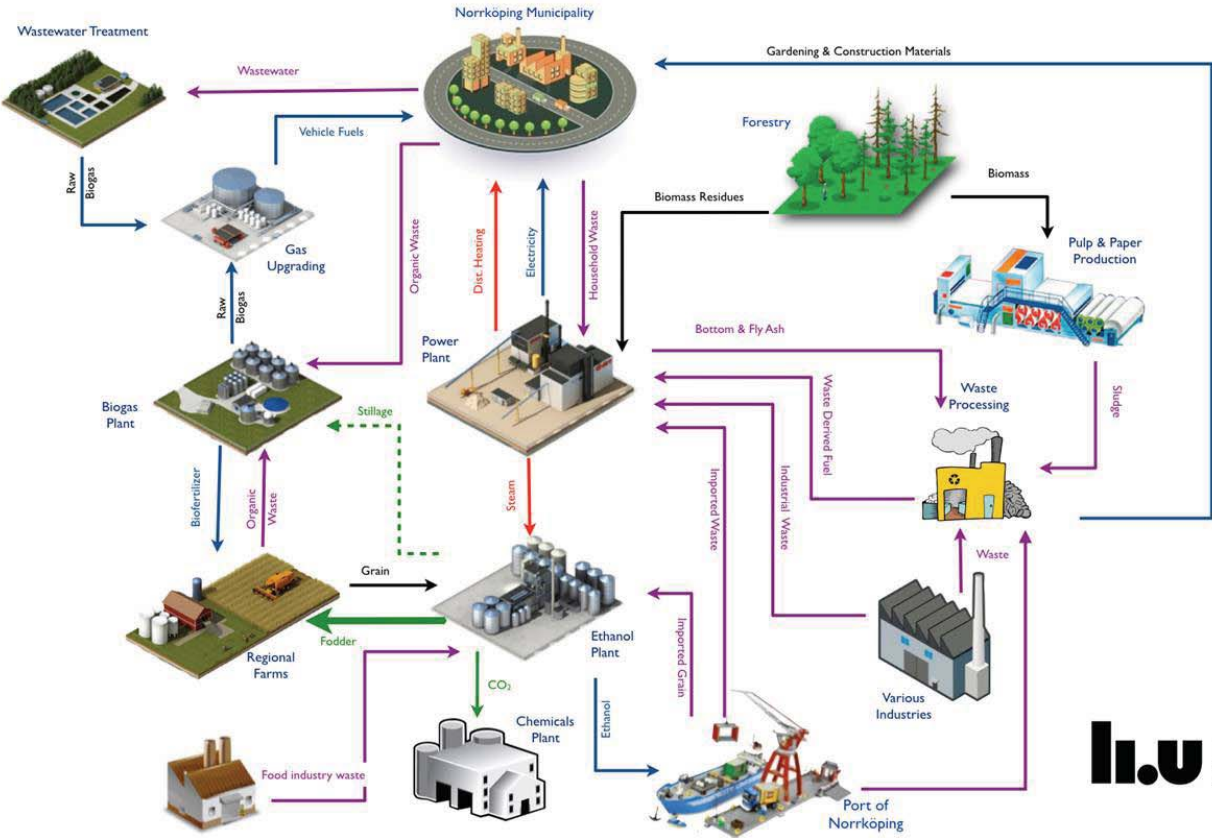 Norrköping Municipality
Wastewater Treatment
Gardening & Construction Materials
Wastewater
Forestry
Vehicle Fuels
Biomass
Raw
Biogas
Biomass Residues
Pulp & Paper
Production
Gas
Upgrading
Organic Waste
Dist. Heating
Electricity
Household Waste
Raw
Biogas
Power
Plant
Bottom & Fly Ash
Waste
Processing
Sludge
Biogas
Plant
Stillage
Waste Derived Fuel
Biofertilizer
Organic
Waste
Steam
Imported Waste
Industrial Waste
Waste
Grain
Fodder
Ethanol
Plant
Regional
Farms
Imported Grain
CO₂
Various
Industries
Chemicals
Plant
Ethanol
Food industry waste
Port of
Norrköping
li.u